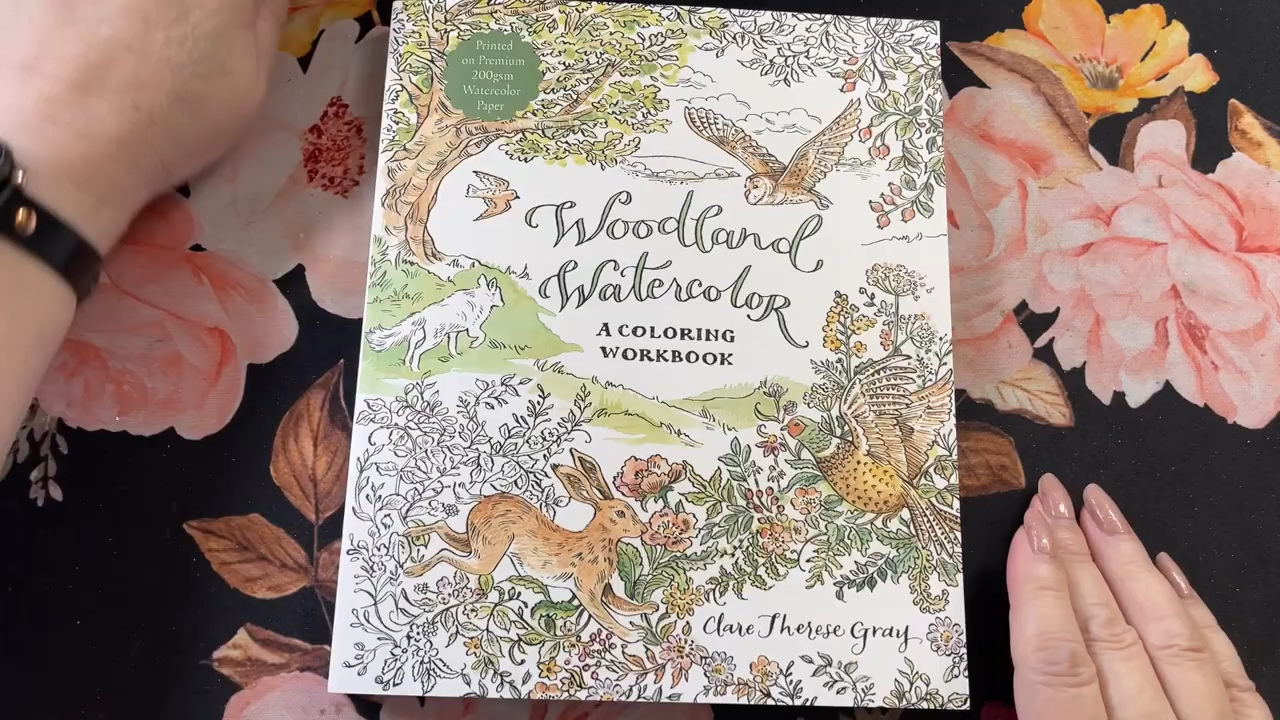 Printed
on Premium
200gsm
Watercolor
Paper
Woodland
Watercolor
A COLORING
WORKBOOK
Clare Therese Gray